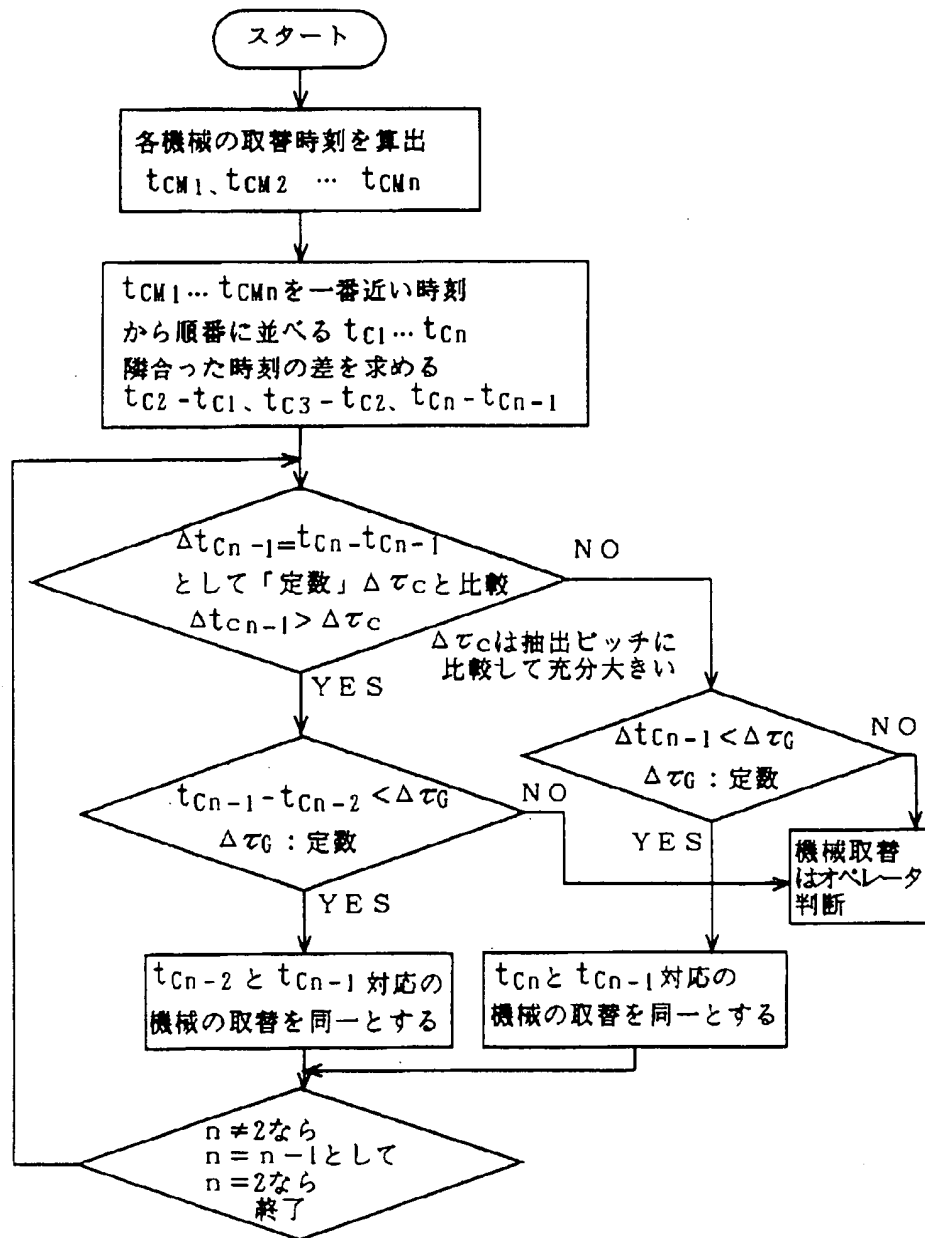 スタート
各機械の取替時刻を算出
tCM1、tCM2 … tCMn
tCM1… tCMnを一番近い時刻
から順番に並べる tC1… tCn
隣合った時刻の差を求める
tC2-tC1、tC3-tC2、tCn-tCn-1
ΔtCn-1=tCn-tCn-1
として「定数」Δτcと比較
Δtcn-1>Δτc
NO
YES
Δτcは抽出ピッチに
比較して充分大きい
ΔtCn-1<ΔτG
ΔτG:定数
NO
YES
tCn-1-tCn-2<ΔτG
ΔτG:定数
NO
YES
機械取替
はオペレータ
判断
tCn-2とtCn-1対応の
機械の取替を同一とする
tCnとtCn-1対応の
機械の取替を同一とする
n≠2なら
n=n-1として
n=2なら
終了